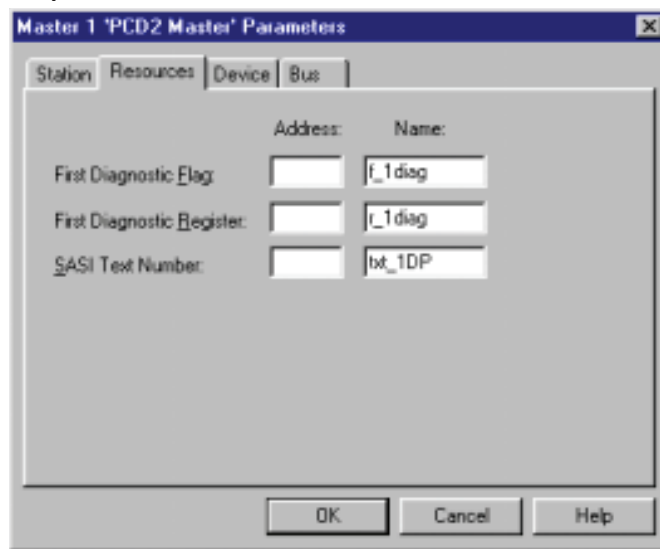 Master 1 'PCD2 Master' Parameters
Station Resources Device Bus
Address: Name:
First Diagnostic Flag: f_1diag
First Diagnostic Register: r_1diag
SASI Text Number: txt_1DP
OK Cancel Help